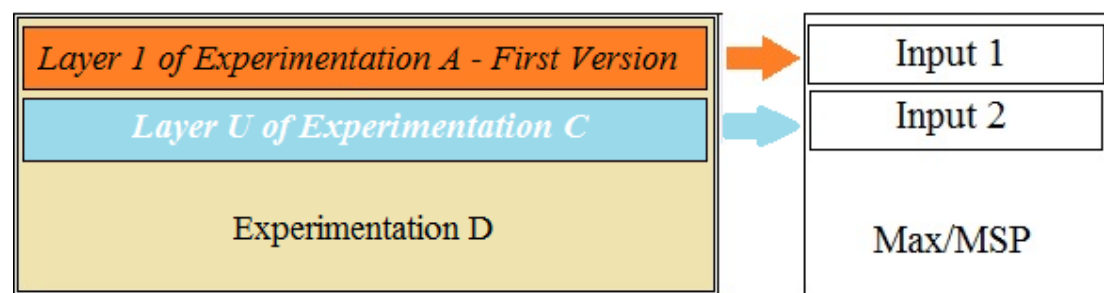 Layer 1 of Experimentation A - First Version
Input 1
Layer U of Experimentation C
Input 2
Experimentation D
Max/MSP